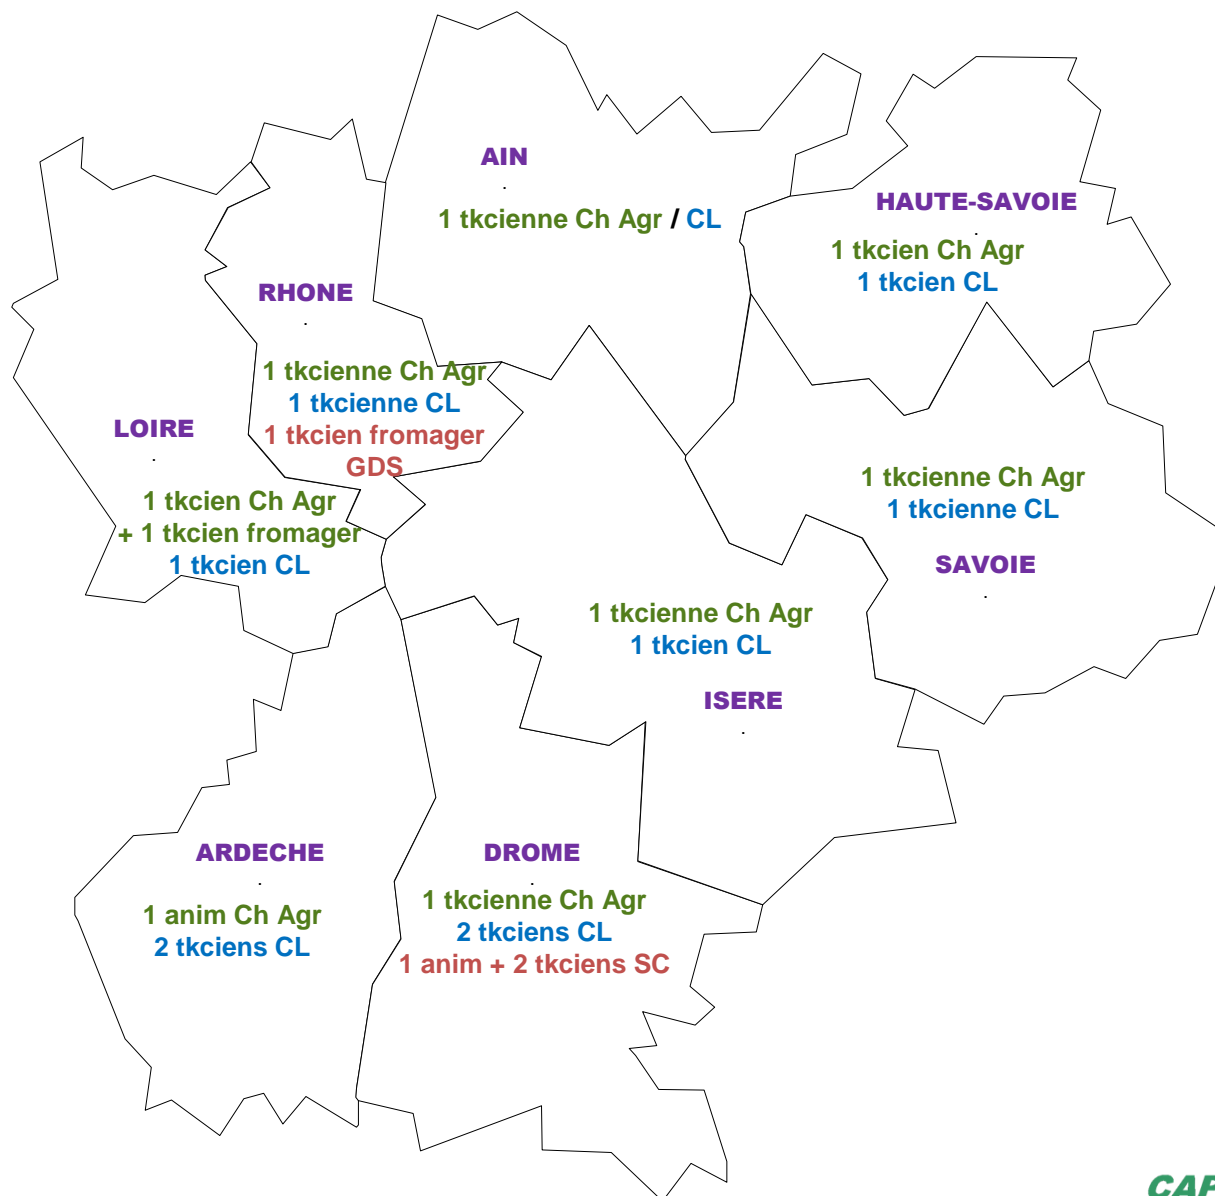 AIN
1 tkcienne Ch Agr / CL
HAUTE-SAVOIE
1 tkcien Ch Agr
1 tkcien CL
RHONE
1 tkcienne Ch Agr
1 tkcienne CL
1 tkcien fromager
GDS
LOIRE
1 tkcien Ch Agr
+ 1 tkcien fromager
1 tkcien CL
1 tkcienne Ch Agr
1 tkcienne CL
SAVOIE
1 tkcienne Ch Agr
1 tkcien CL
ISERE
ARDECHE
1 anim Ch Agr
2 tkciens CL
DROME
1 tkcienne Ch Agr
2 tkciens CL
1 anim + 2 tkciens SC